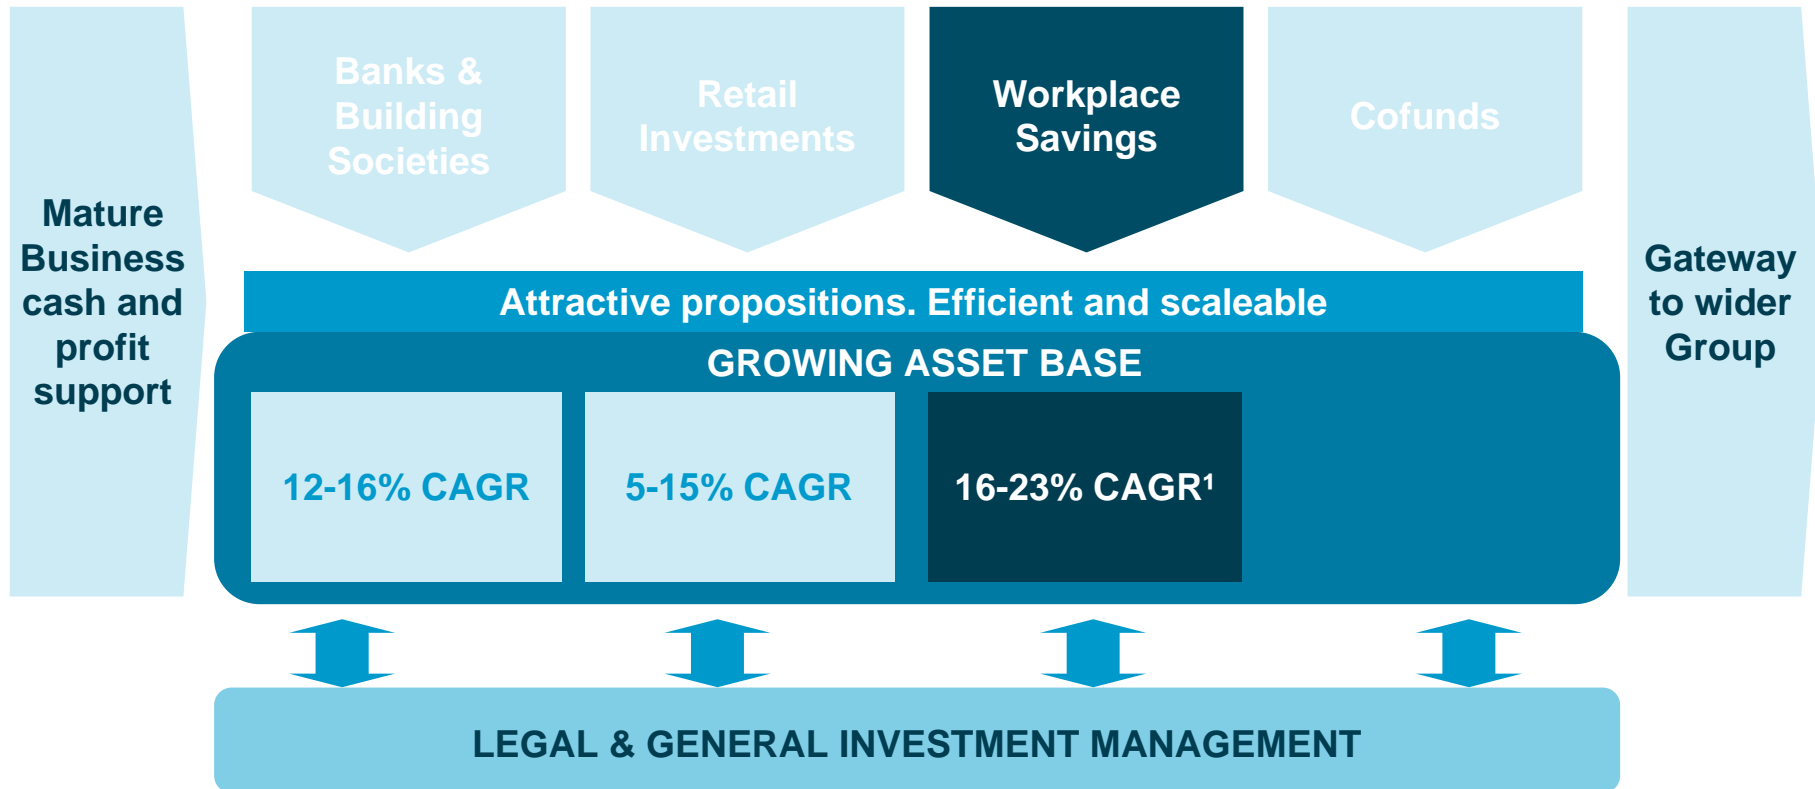 Mature
Business
cash and
profit
support
Banks &
Building
Societies
Retail
Investments
Workplace
Savings
Cofunds
Attractive propositions. Efficient and scaleable
GROWING ASSET BASE
12-16% CAGR
5-15% CAGR
16-23% CAGR¹
Gateway
to wider
Group
LEGAL & GENERAL INVESTMENT MANAGEMENT